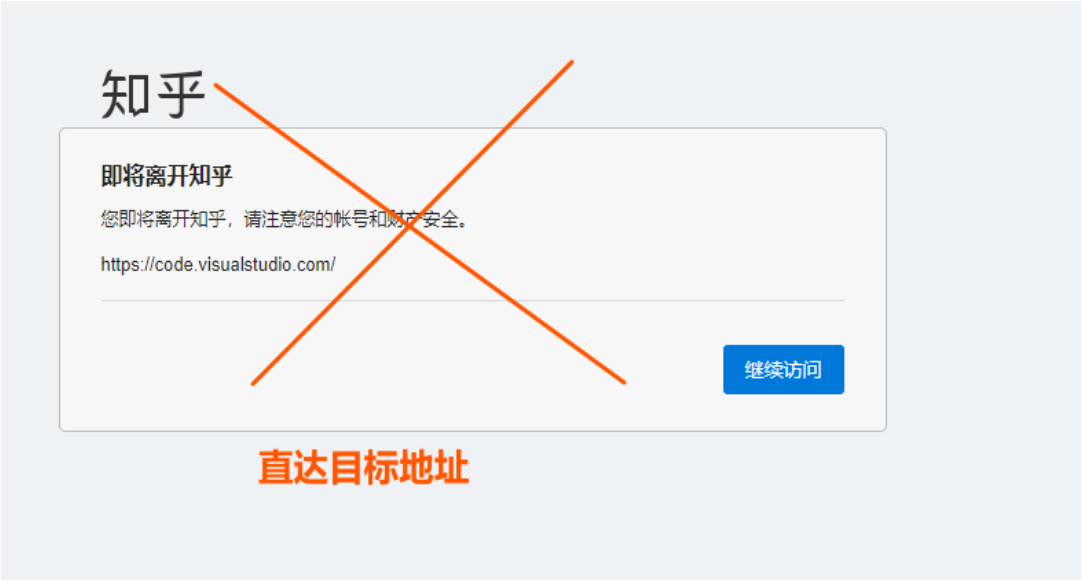 知乎
即将离开知乎
您即将离开知乎，请注意您的帐号和财产安全。
https://code.visualstudio.com/
继续访问
直达目标地址